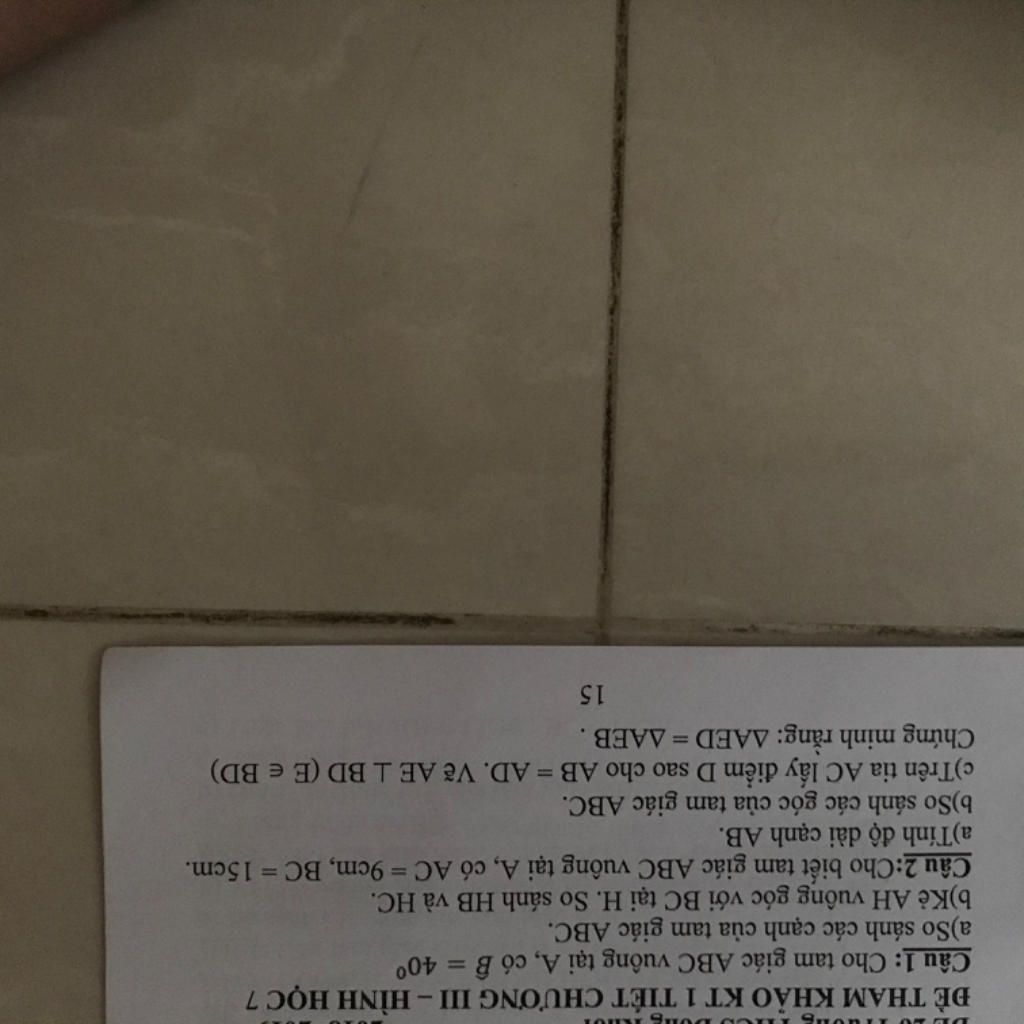 ĐỀ THAM KHẢO KT 1 TIẾT CHƯƠNG III – HÌNH HỌC 7
Câu 1: Cho tam giác ABC vuông tại A, có B̂ = 40⁰
a)So sánh các cạnh của tam giác ABC.
b)Kẻ AH vuông góc với BC tại H. So sánh HB và HC.
Câu 2:Cho biết tam giác ABC vuông tại A, có AC = 9cm, BC = 15cm.
a)Tính độ dài cạnh AB.
b)So sánh các góc của tam giác ABC.
c)Trên tia AC lấy điểm D sao cho AB = AD. Vẽ AE ⊥ BD (E ∈ BD)
Chứng minh rằng: ΔAED = ΔAEB .
15